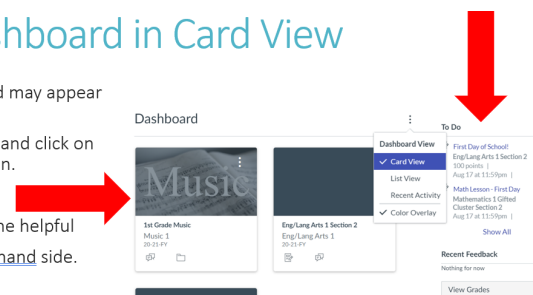 shboard in Card View
d may appear
and click on
n.
ne helpful
hand side.
Dashboard
Music
1st Grade Music
Music 1
20-21-FY
Eng/Lang Arts 1 Section 2
Eng/Lang Arts 1
20-21-FY
Dashboard View
Card View
List View
Recent Activity
Color Overlay
To Do
First Day of School!
Eng/Lang Arts 1 Section 2
100 points |
Aug 17 at 11:59pm |
Math Lesson - First Day
Mathematics 1 Gifted
Cluster Section 2
Aug 17 at 11:59pm |
Show All
Recent Feedback
Nothing for now
View Grades